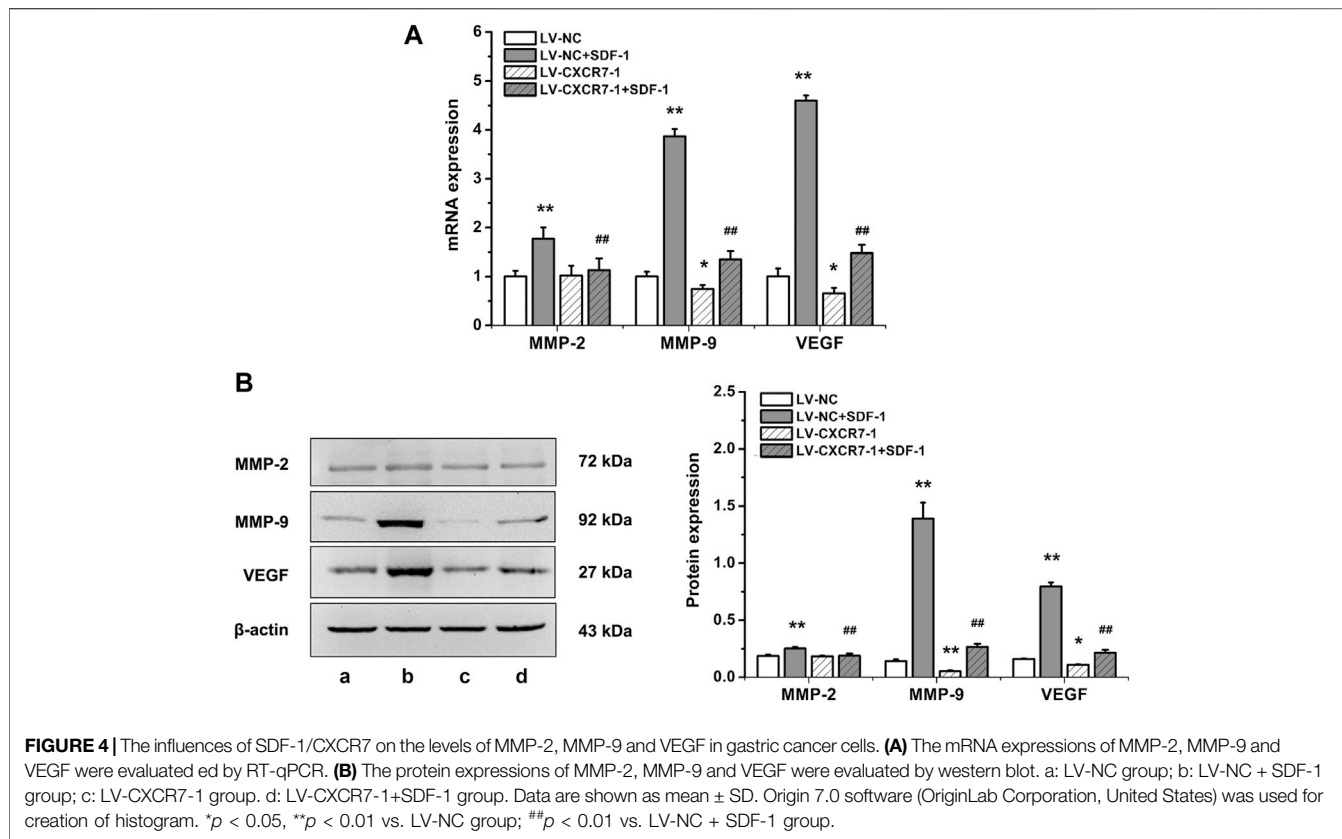 A
LV-NC
LV-NC+SDF-1
LV-CXCR7-1
LV-CXCR7-1+SDF-1
mRNA expression
6
5
4
3
2
1
0
**
##
**
*
##
**
*
##
MMP-2 MMP-9 VEGF
B
MMP-2 72 kDa
MMP-9 92 kDa
VEGF 27 kDa
β-actin 43 kDa
a b c d
LV-NC
LV-NC+SDF-1
LV-CXCR7-1
LV-CXCR7-1+SDF-1
Protein expression
2.5
2.0
1.5
1.0
0.5
0.0
**
##
**
**
##
**
*
##
MMP-2 MMP-9 VEGF
FIGURE 4 | The influences of SDF-1/CXCR7 on the levels of MMP-2, MMP-9 and VEGF in gastric cancer cells. (A) The mRNA expressions of MMP-2, MMP-9 and
VEGF were evaluated ed by RT-qPCR. (B) The protein expressions of MMP-2, MMP-9 and VEGF were evaluated by western blot. a: LV-NC group; b: LV-NC + SDF-1
group; c: LV-CXCR7-1 group. d: LV-CXCR7-1+SDF-1 group. Data are shown as mean ± SD. Origin 7.0 software (OriginLab Corporation, United States) was used for
creation of histogram. *p < 0.05, **p < 0.01 vs. LV-NC group; ##p < 0.01 vs. LV-NC + SDF-1 group.